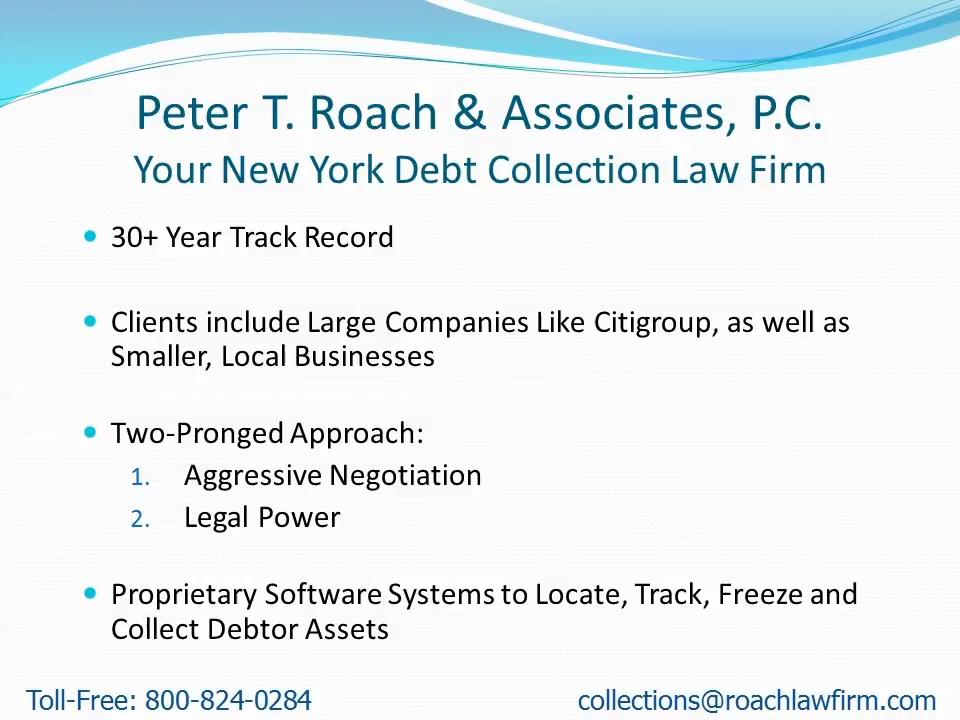 Peter T. Roach & Associates, P.C.
Your New York Debt Collection Law Firm
• 30+ Year Track Record
• Clients include Large Companies Like Citigroup, as well as
Smaller, Local Businesses
• Two-Pronged Approach:
1. Aggressive Negotiation
2. Legal Power
• Proprietary Software Systems to Locate, Track, Freeze and
Collect Debtor Assets
Toll-Free: 800-824-0284 collections@roachlawfirm.com